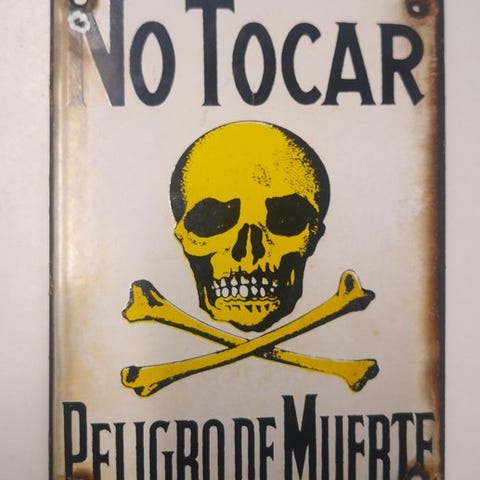 No Tocar
Peligro de Muerte